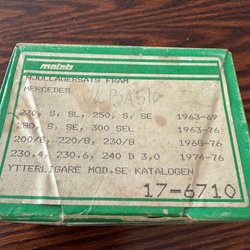 malab
HJULLAGERSATS FRAM
MERCEDES
230, S, SL, 250, S, SE 1963-69
280, S, SE, 300 SEL 1963-76
200/8, 220/8, 230/8 1968-76
230.4, 230.6, 240 D 3,0 1974-76
YTTERLIGARE MOD.SE KATALOGEN
17-6710